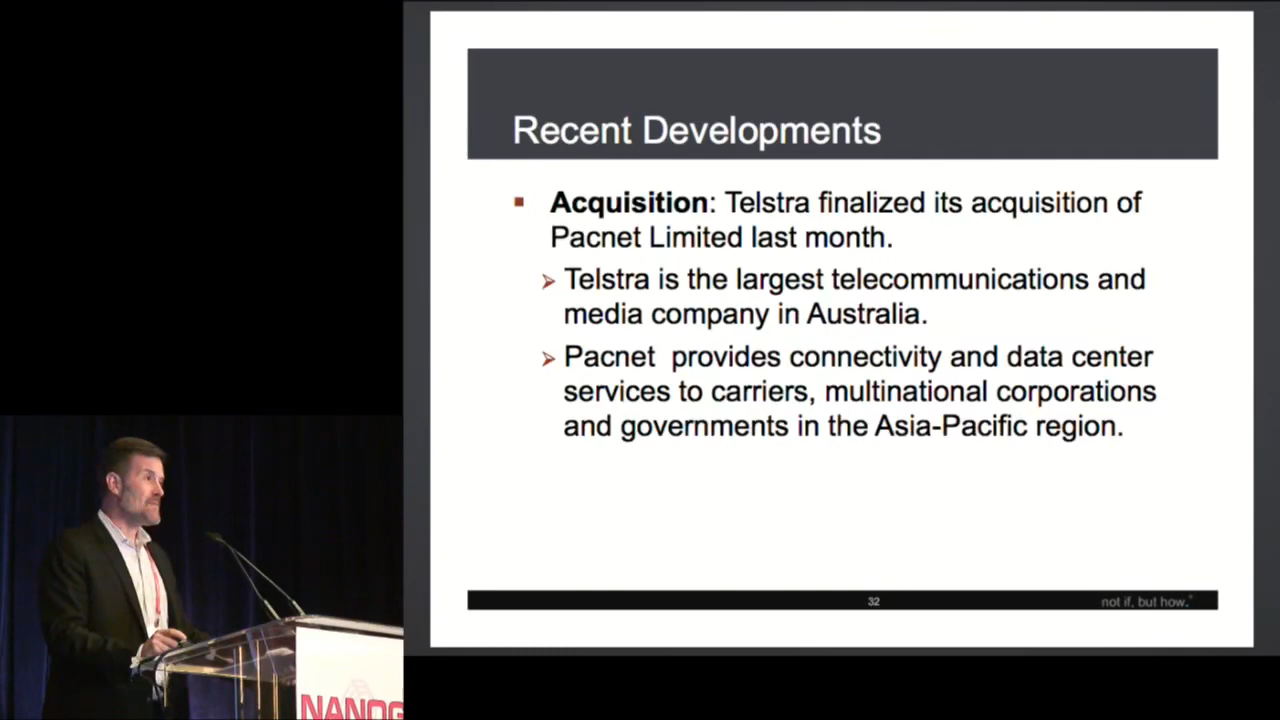 Recent Developments
Acquisition: Telstra finalized its acquisition of
Pacnet Limited last month.
Telstra is the largest telecommunications and
media company in Australia.
Pacnet provides connectivity and data center
services to carriers, multinational corporations
and governments in the Asia-Pacific region.
32
not if, but how.
NANOG